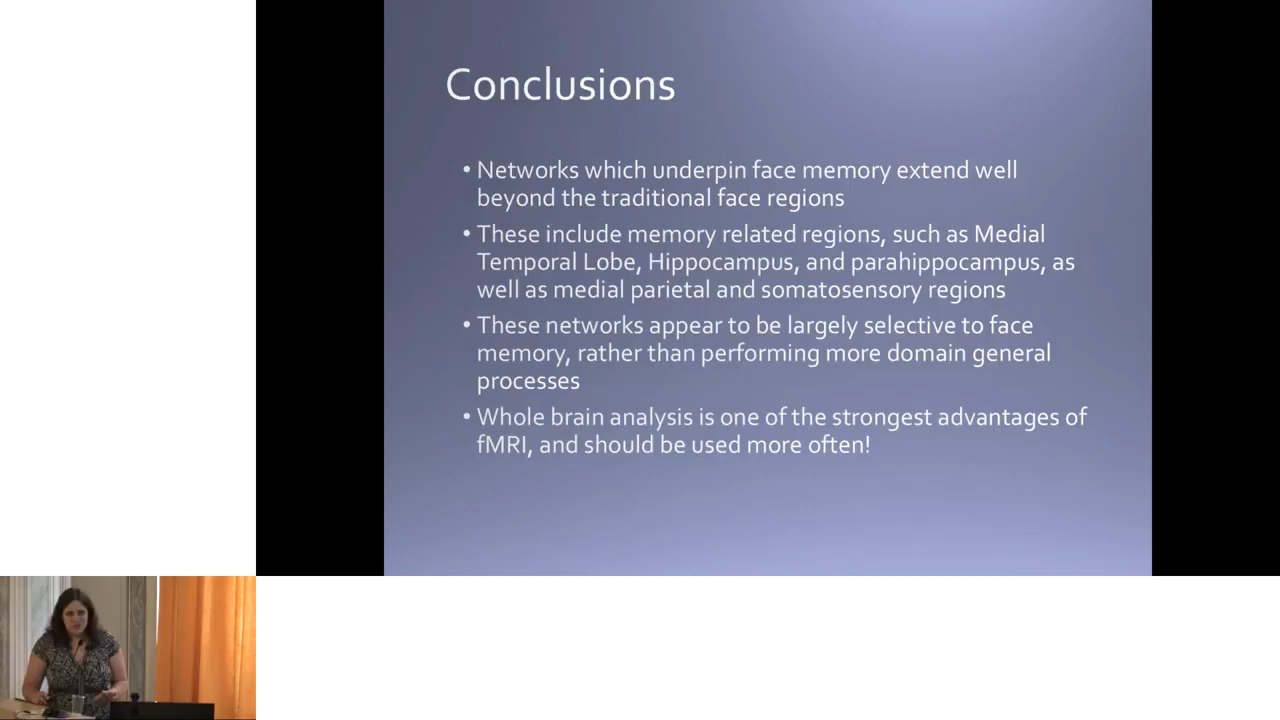 Conclusions
• Networks which underpin face memory extend well
beyond the traditional face regions
• These include memory related regions, such as Medial
Temporal Lobe, Hippocampus, and parahippocampus, as
well as medial parietal and somatosensory regions
• These networks appear to be largely selective to face
memory, rather than performing more domain general
processes
• Whole brain analysis is one of the strongest advantages of
fMRI, and should be used more often!